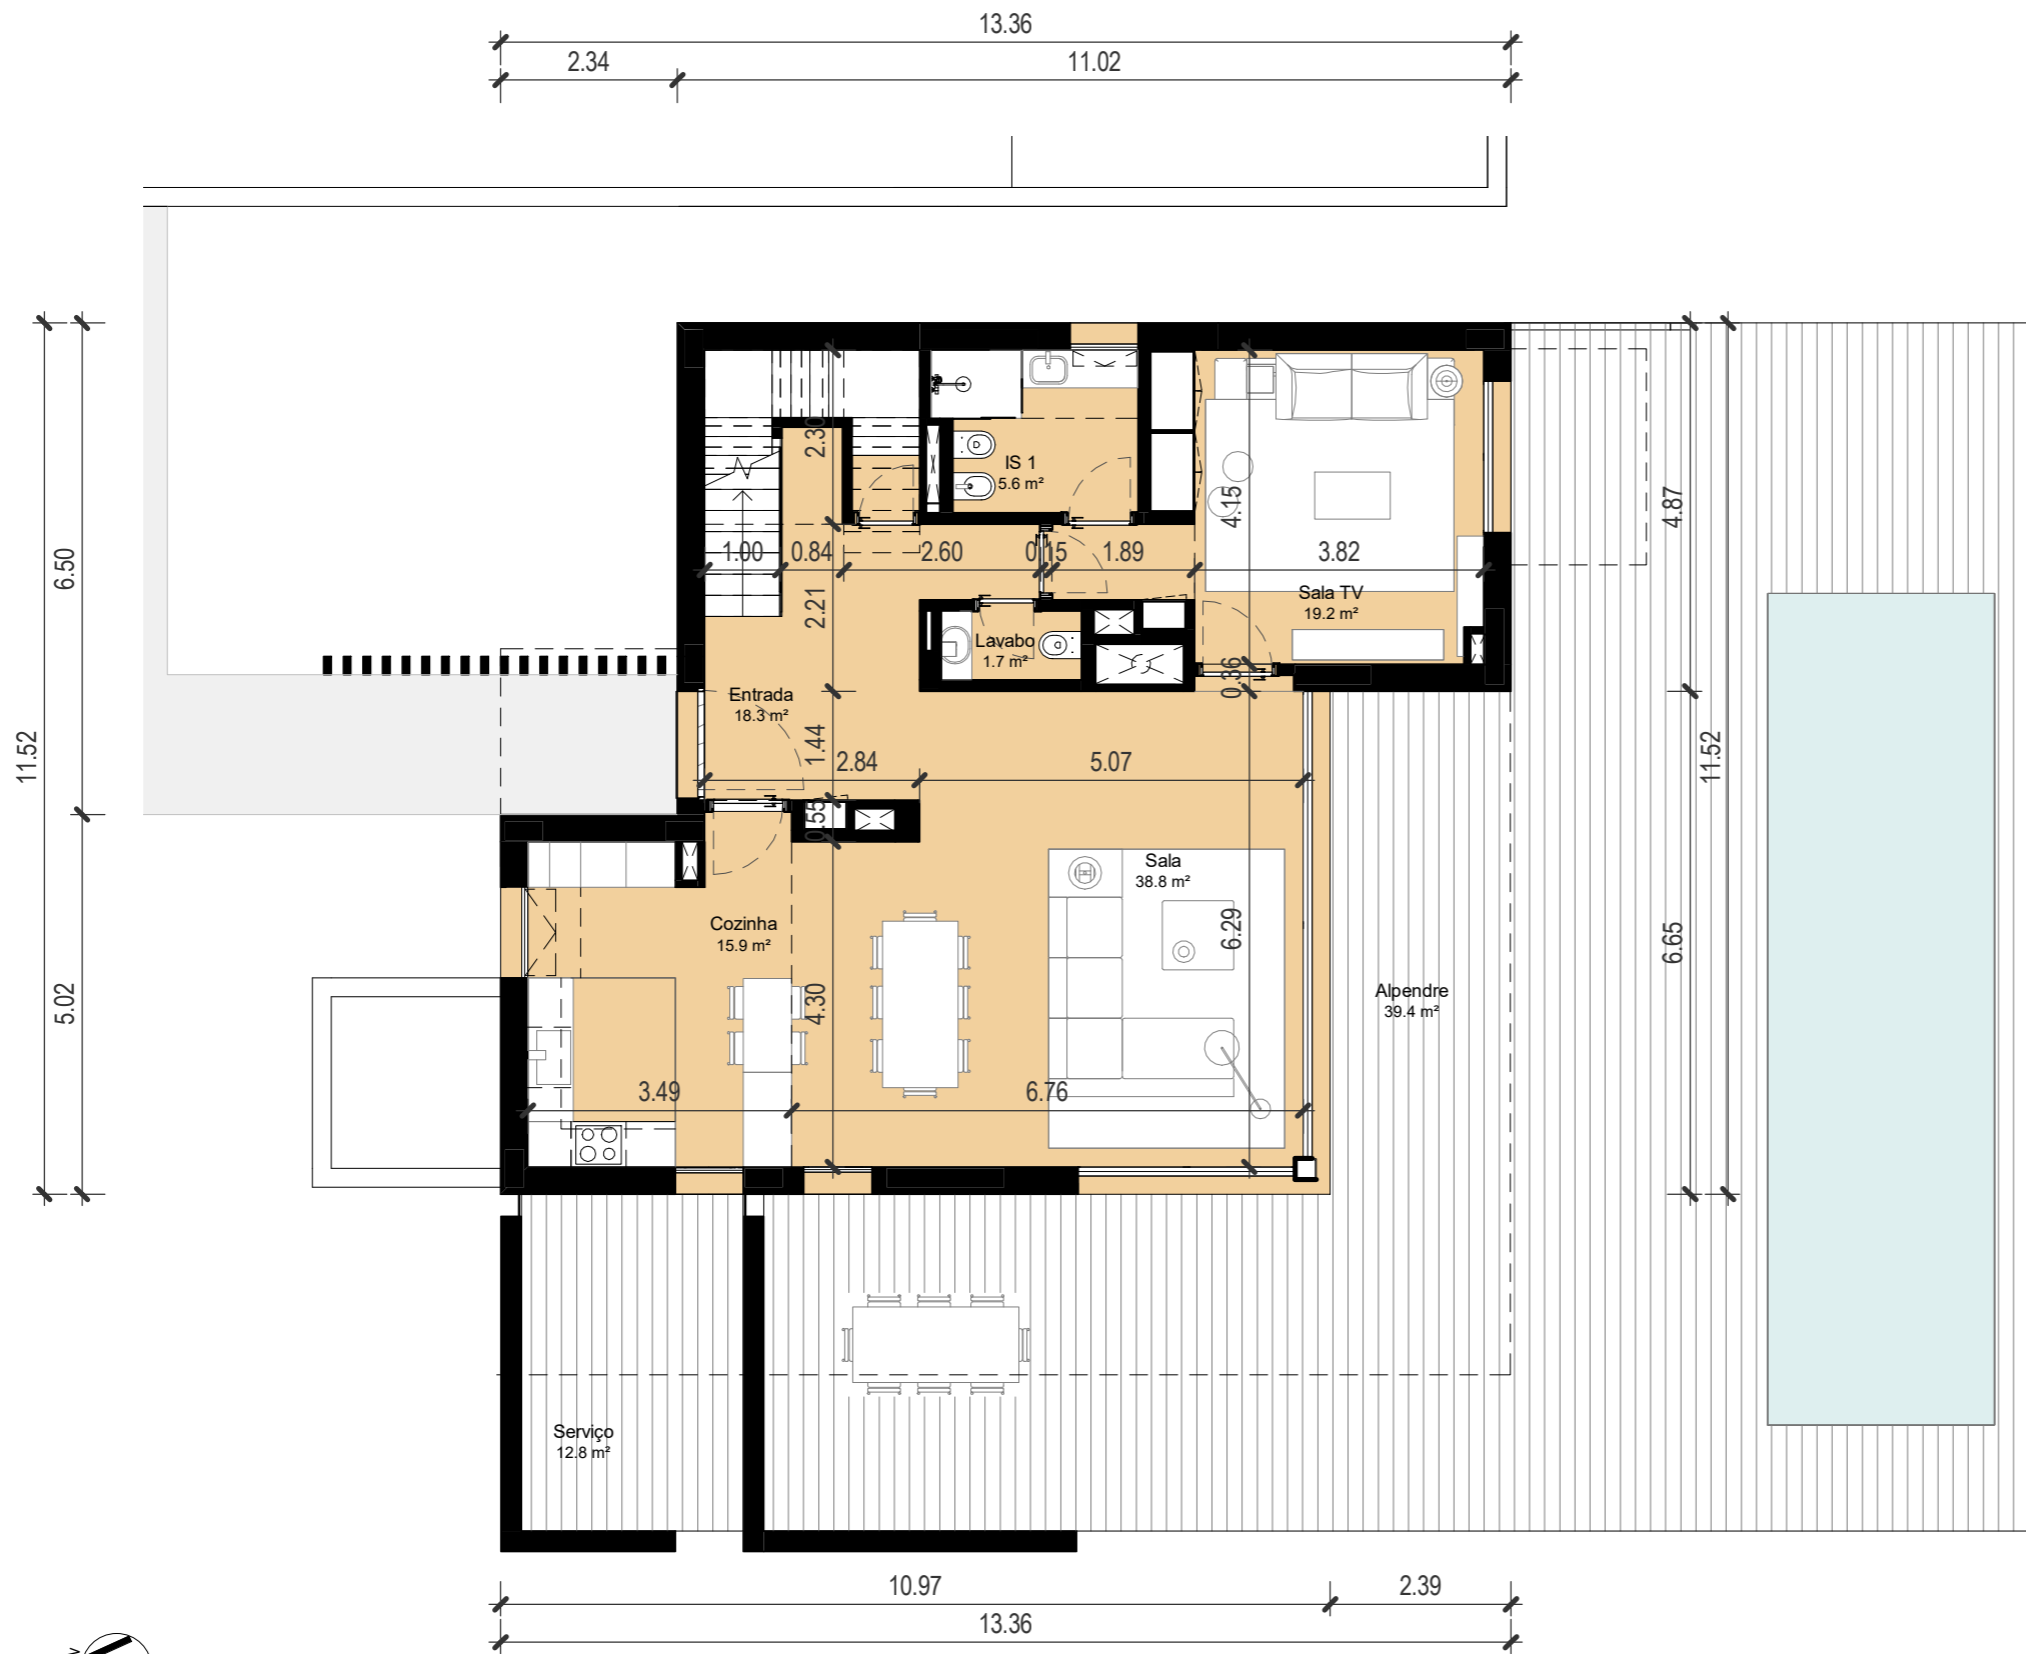 13.36
2.34
11.02
2.30
IS 1
5.6 m²
4.15
4.87
6.50
1.00
0.84
2.60
0.15
1.89
3.82
Sala TV
19.2 m²
2.21
Lavabo
1.7 m²
0.36
Entrada
18.3 m²
1.44
2.84
5.07
11.52
11.52
0.55
Sala
38.8 m²
Cozinha
15.9 m²
6.29
6.65
5.02
4.30
Alpendre
39.4 m²
3.49
6.76
Serviço
12.8 m²
10.97
2.39
13.36